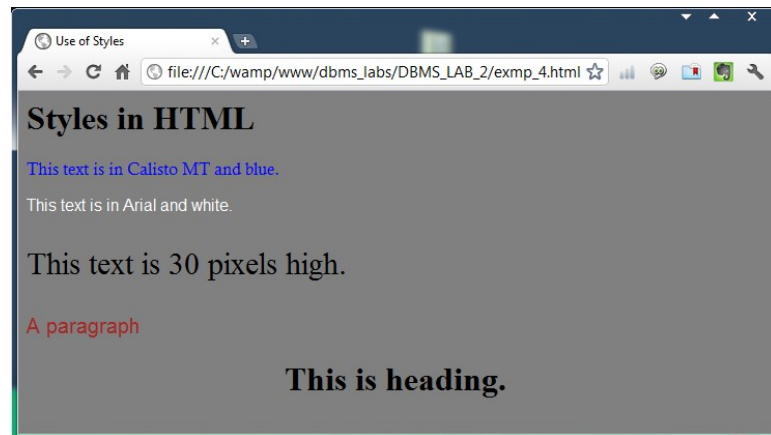 Use of Styles
file:///C:/wamp/www/dbms_labs/DBMS_LAB_2/exmp_4.html
Styles in HTML
This text is in Calisto MT and blue.
This text is in Arial and white.
This text is 30 pixels high.
A paragraph
This is heading.